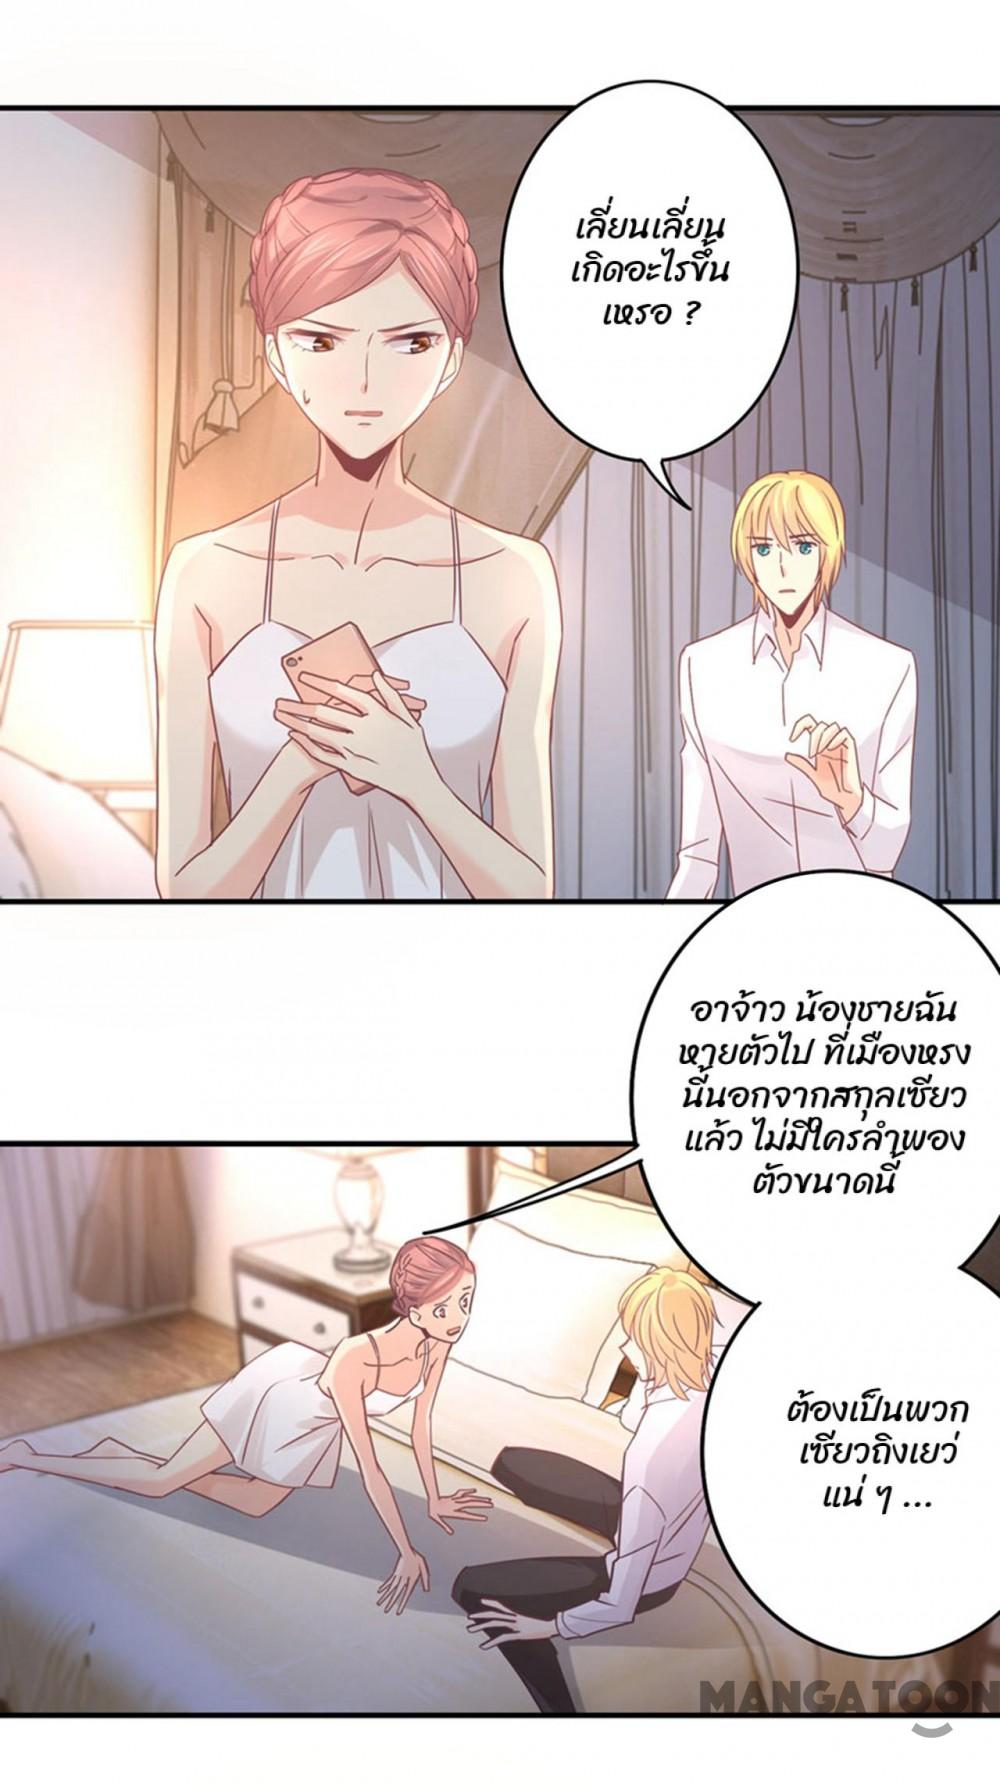 เลี่ยนเลี่ยน
เกิดอะไรขึ้น
เหรอ ?
อาจ้าว น้องชายฉัน
หายตัวไป ที่เมืองหรง
นี้นอกจากสกุลเซียว
แล้ว ไม่มีใครลำพอง
ตัวขนาดนี้
ต้องเป็นพวก
เซียวถิงเยว่
แน่ ๆ ...
MANGATOON